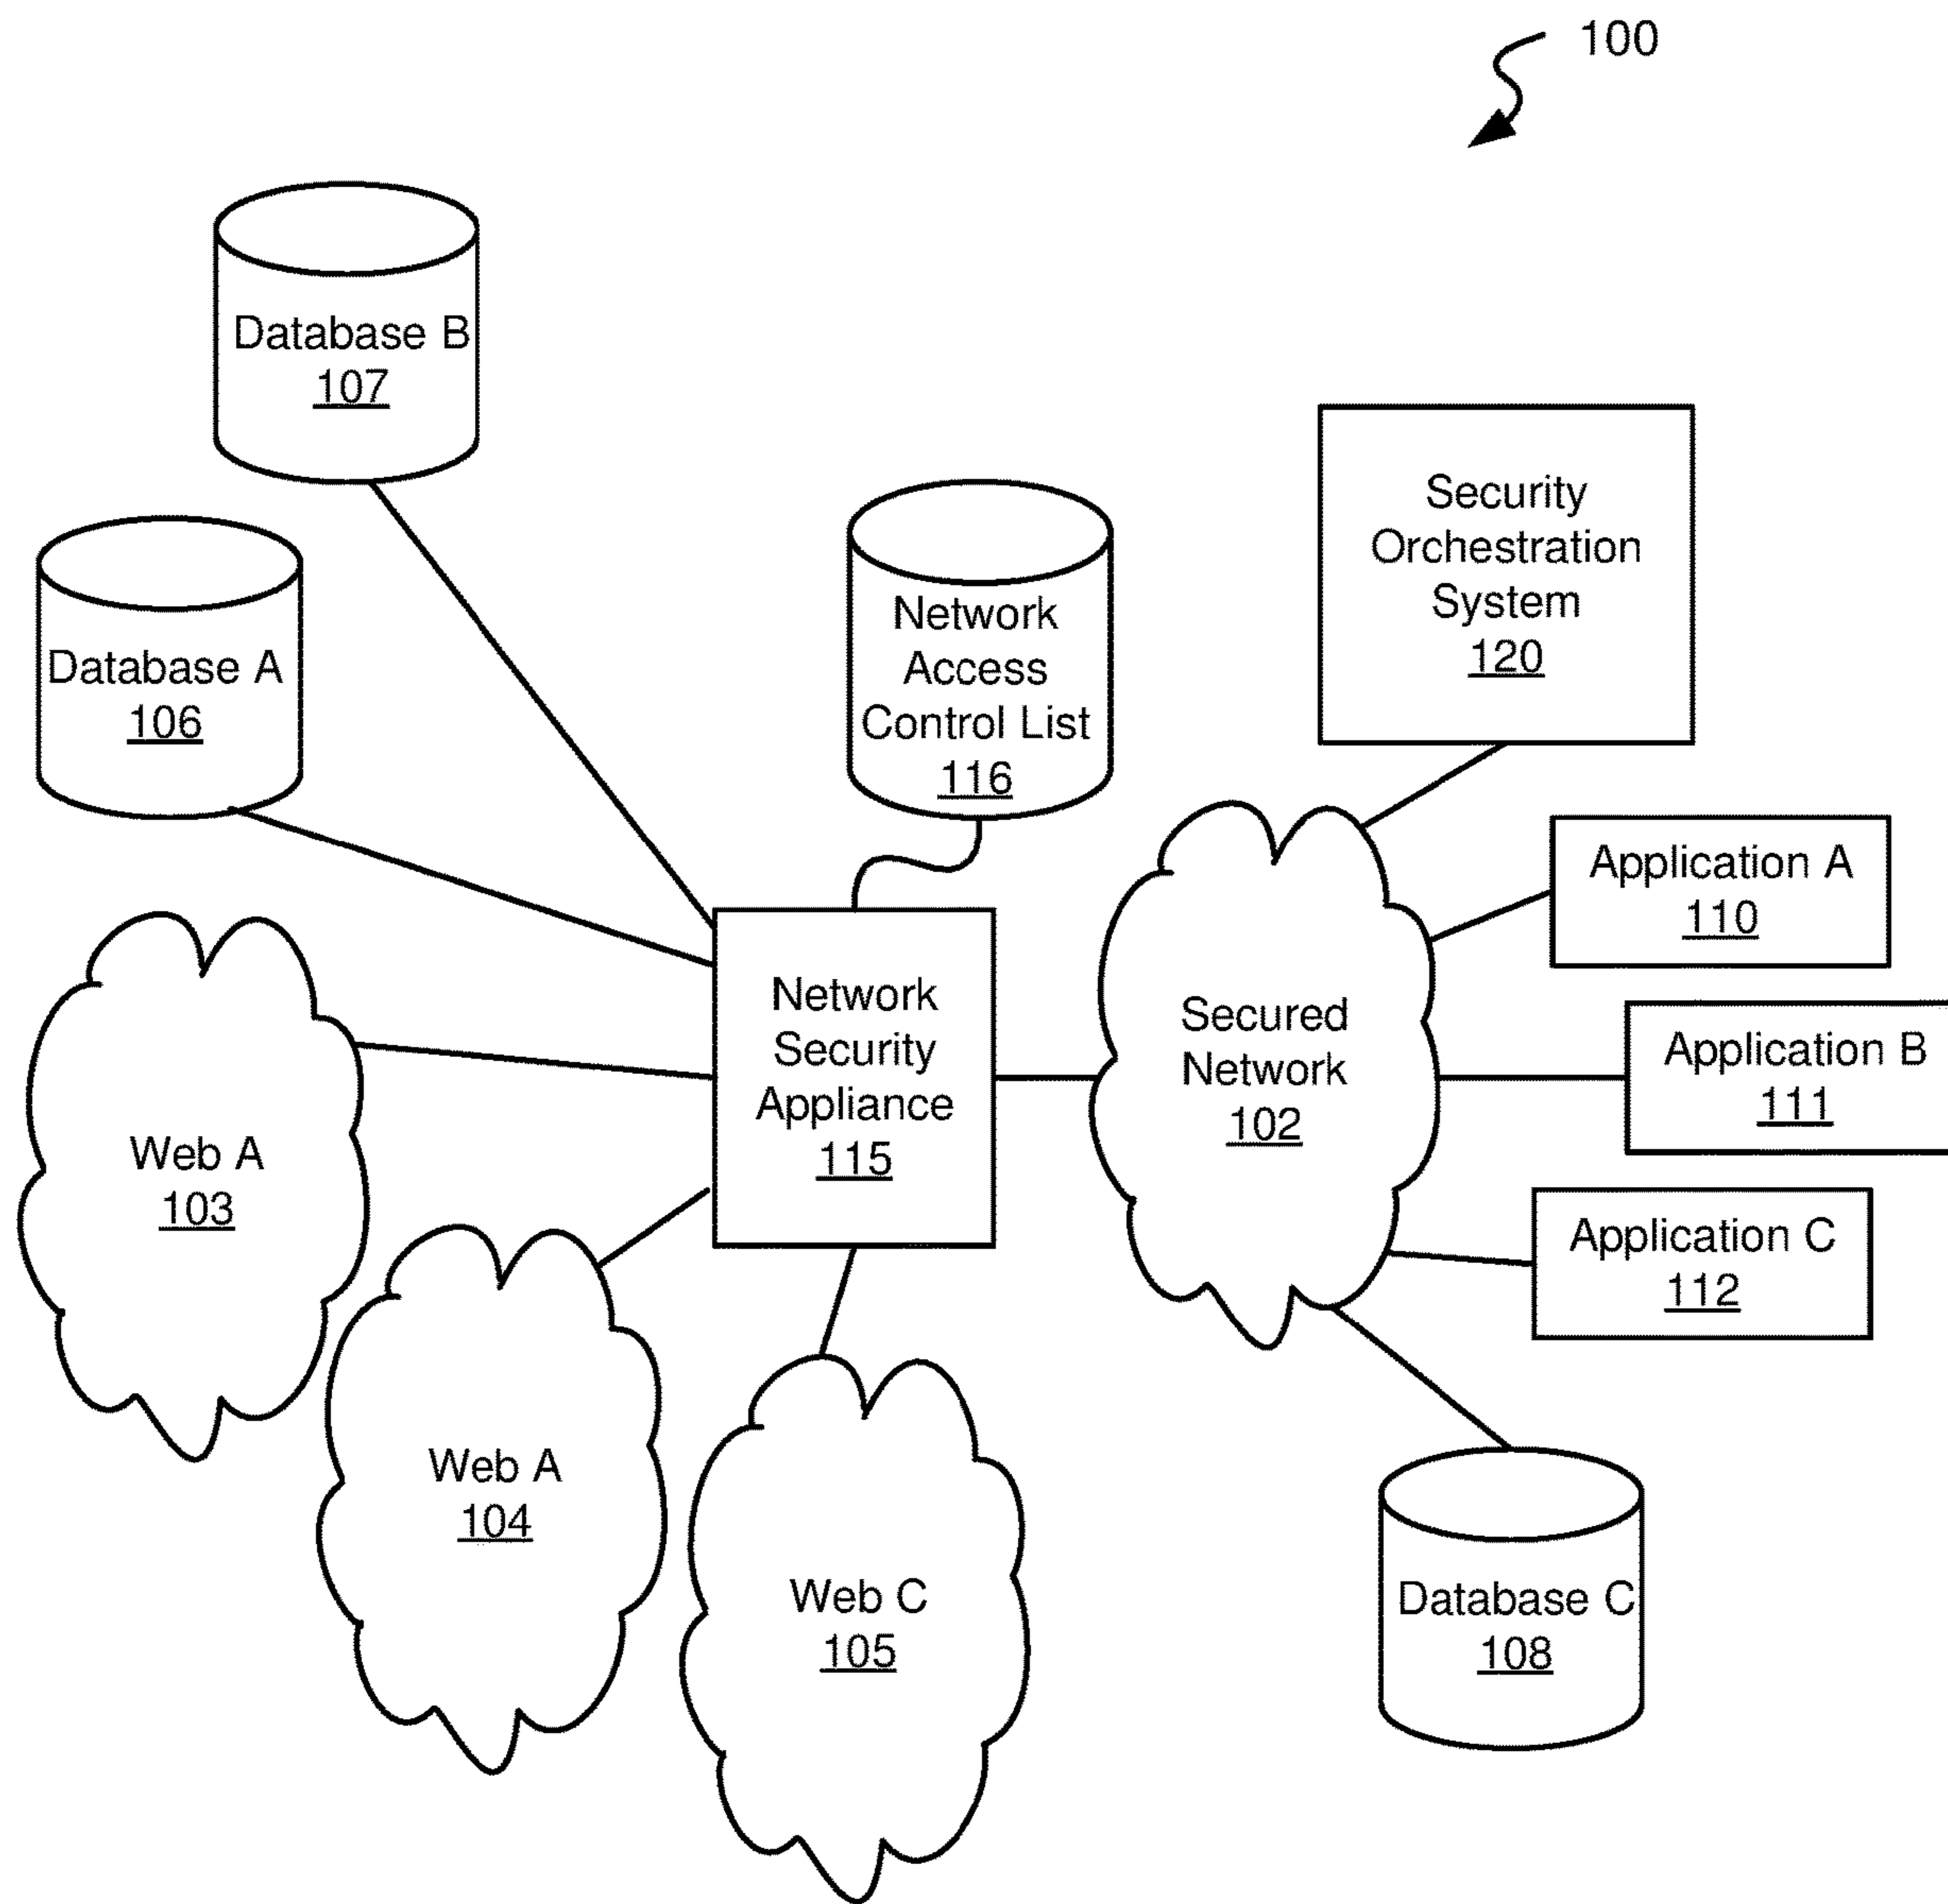 100
Database B
107
Database A
106
Network
Access
Control List
116
Security
Orchestration
System
120
Application A
110
Application B
111
Application C
112
Network
Security
Appliance
115
Secured
Network
102
Web A
103
Web A
104
Web C
105
Database C
108